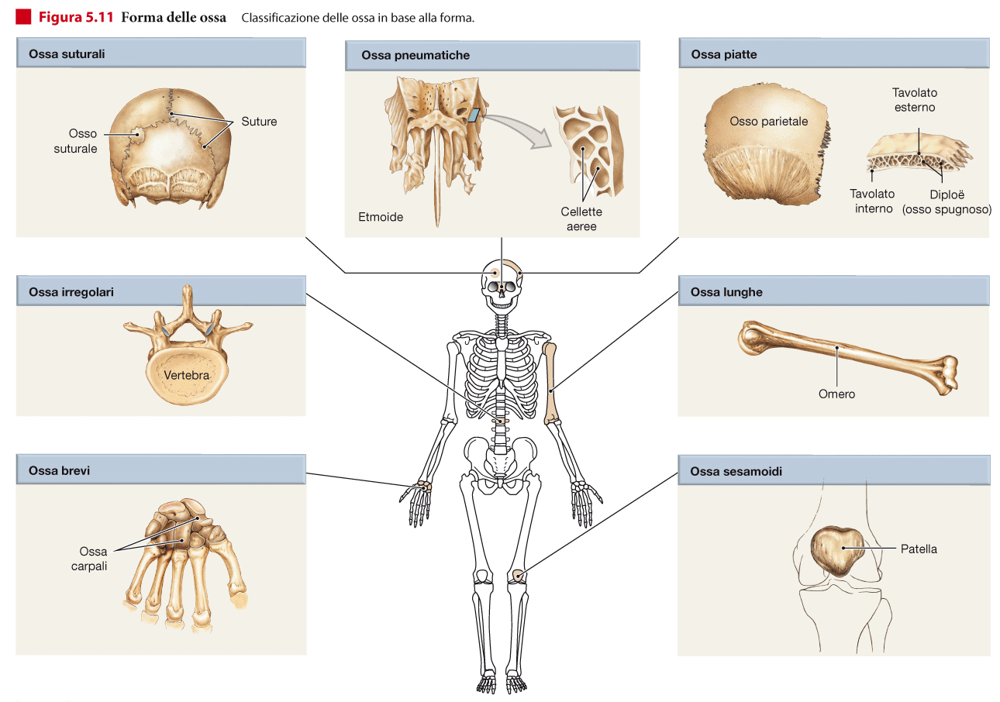 Figura 5.11 Forma delle ossa Classificazione delle ossa in base alla forma.
Ossa suturali
Osso
suturale
Suture
Ossa pneumatiche
Etmoide
Cellette
aeree
Ossa piatte
Osso parietale
Tavolato
esterno
Tavolato
interno
Diploë
(osso spugnoso)
Ossa irregolari
Vertebra
Ossa lunghe
Omero
Ossa brevi
Ossa
carpali
Ossa sesamoidi
Patella